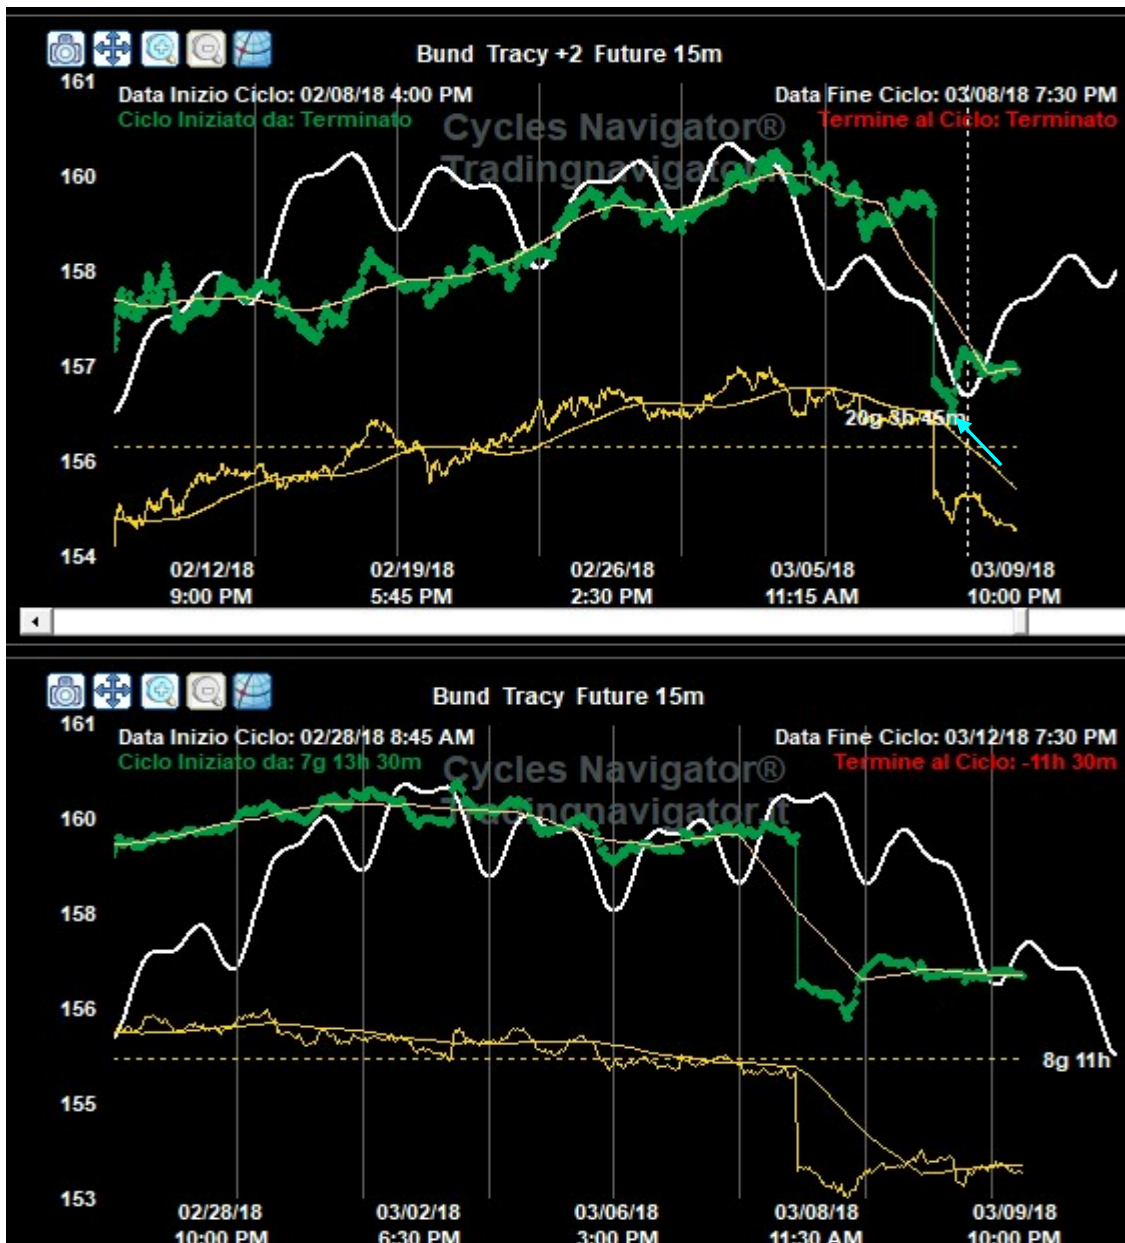 Bund Tracy +2 Future 15m
161
Data Inizio Ciclo: 02/08/18 4:00 PM
Data Fine Ciclo: 03/08/18 7:30 PM
Ciclo Iniziato da: Terminato
Termine al Ciclo: Terminato
Cycles Navigator®
Tradingnavigator.it
160
158
157
20g 3h 45m
156
154
02/12/18 02/19/18 02/26/18 03/05/18 03/09/18
9:00 PM 5:45 PM 2:30 PM 11:15 AM 10:00 PM
Bund Tracy Future 15m
161
Data Inizio Ciclo: 02/28/18 8:45 AM
Data Fine Ciclo: 03/12/18 7:30 PM
Ciclo Iniziato da: 7g 13h 30m
Termine al Ciclo: -11h 30m
Cycles Navigator®
Tradingnavigator.it
160
158
156
8g 11h
155
153
02/28/18 03/02/18 03/06/18 03/08/18 03/09/18
10:00 PM 6:30 PM 3:00 PM 11:30 AM 10:00 PM